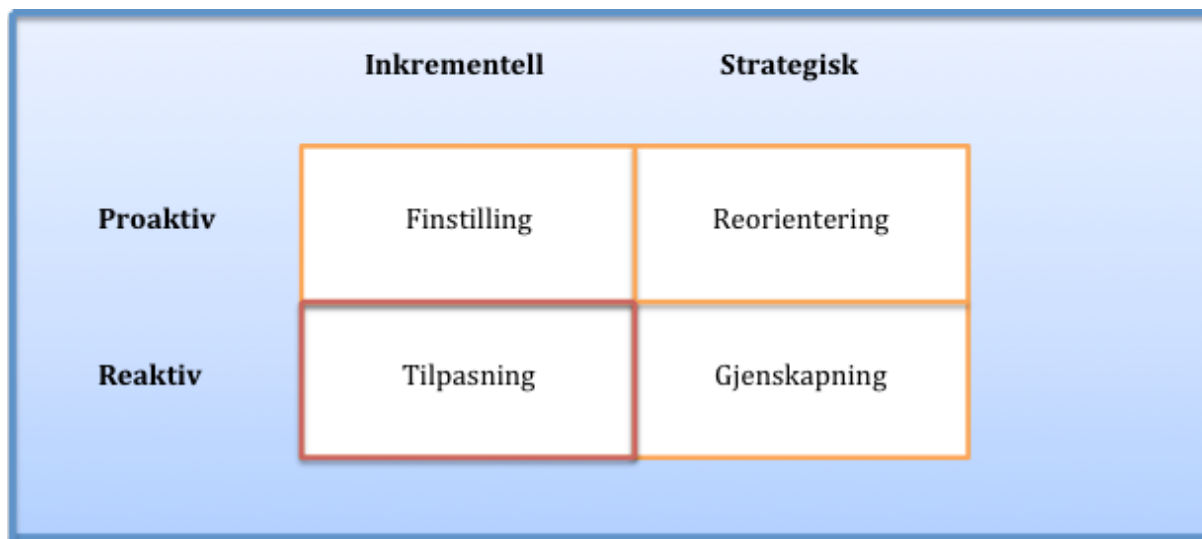 Inkrementell Strategisk
Proaktiv Finstilling Reorientering
Reaktiv Tilpasning Gjenskapning